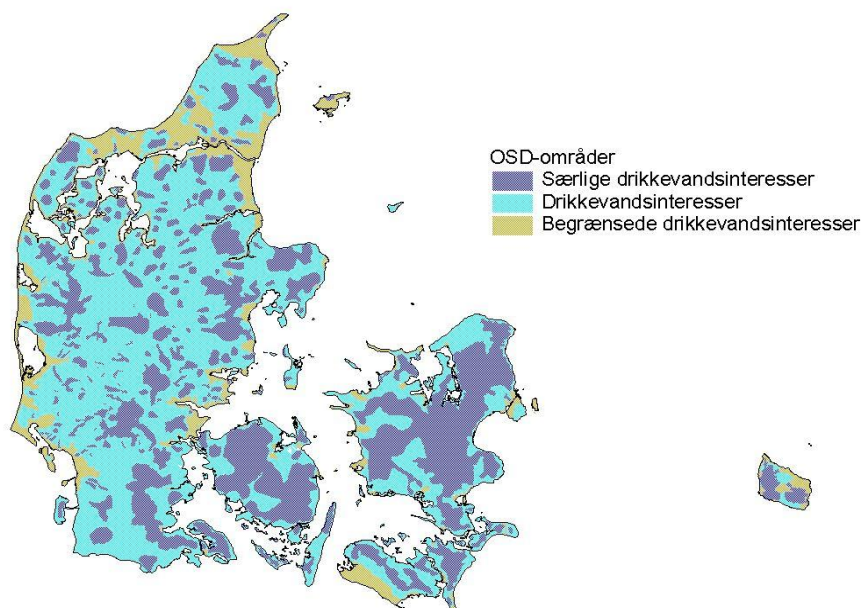 OSD-områder
Særlige drikkevandsinteresser
Drikkevandsinteresser
Begrænsede drikkevandsinteresser